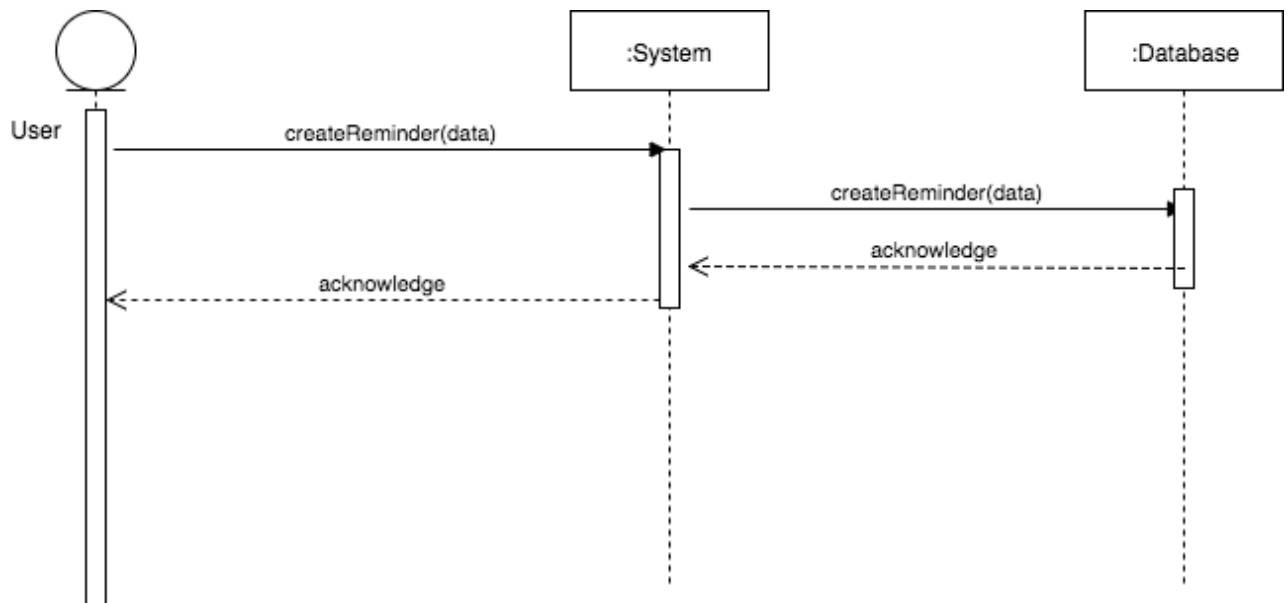 :System
:Database
User
createReminder(data)
createReminder(data)
acknowledge
acknowledge